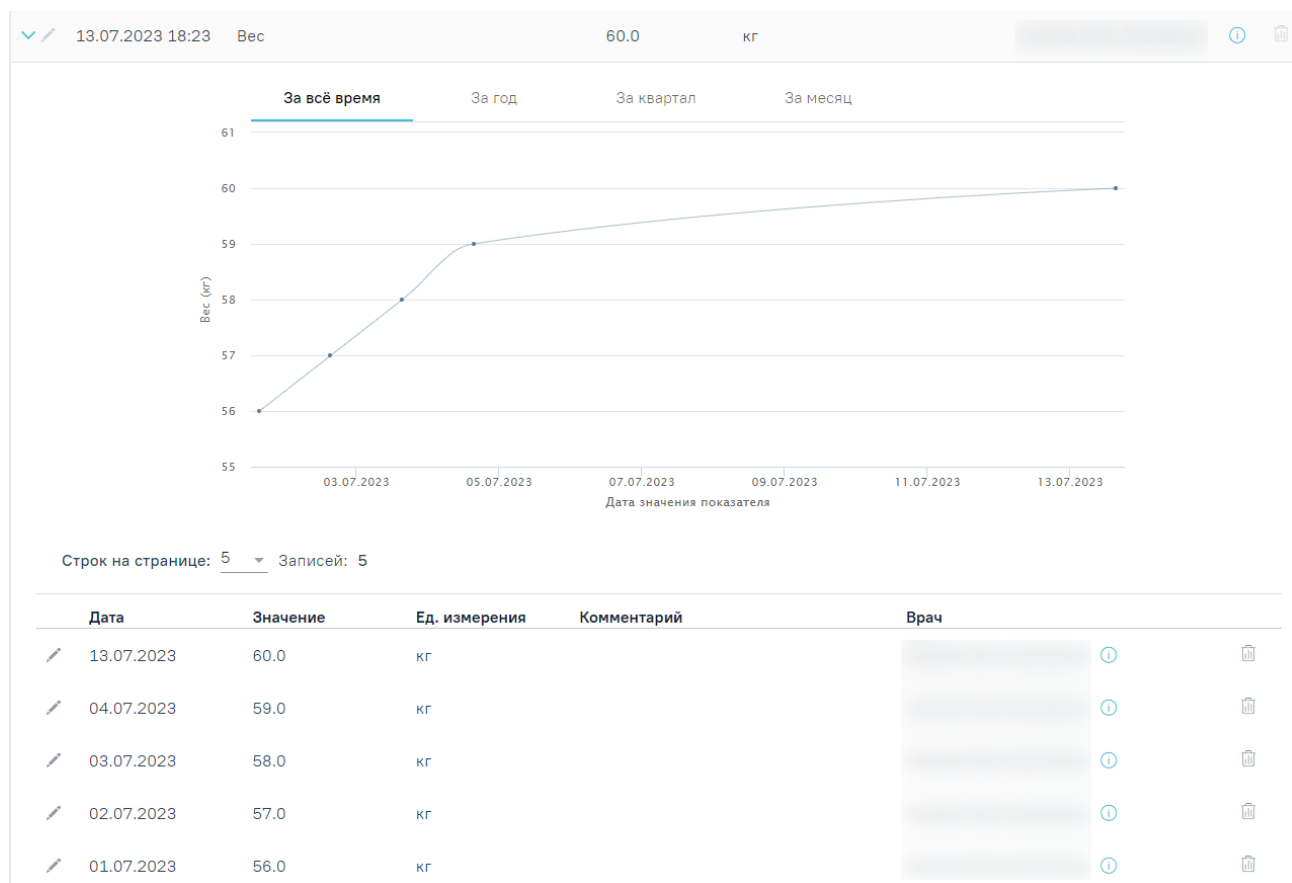 13.07.2023 18:23 Вес 60.0 кг
За всё время За год За квартал За месяц
61
60
59
58
57
56
55
Вес (кг)
03.07.2023 05.07.2023 07.07.2023 09.07.2023 11.07.2023 13.07.2023
Дата значения показателя
Строк на странице: 5 Записей: 5
Дата Значение Ед. измерения Комментарий Врач
13.07.2023 60.0 кг
04.07.2023 59.0 кг
03.07.2023 58.0 кг
02.07.2023 57.0 кг
01.07.2023 56.0 кг